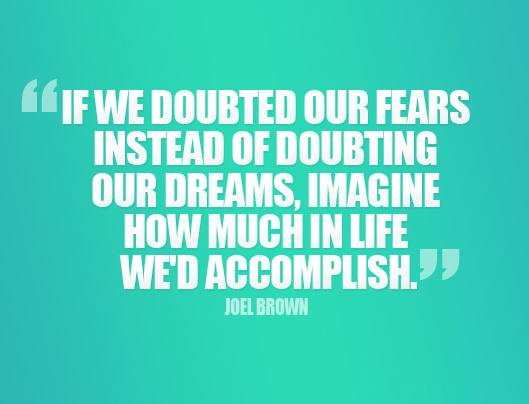 “IF WE DOUBTED OUR FEARS
INSTEAD OF DOUBTING
OUR DREAMS, IMAGINE
HOW MUCH IN LIFE
WE'D ACCOMPLISH.”
JOEL BROWN